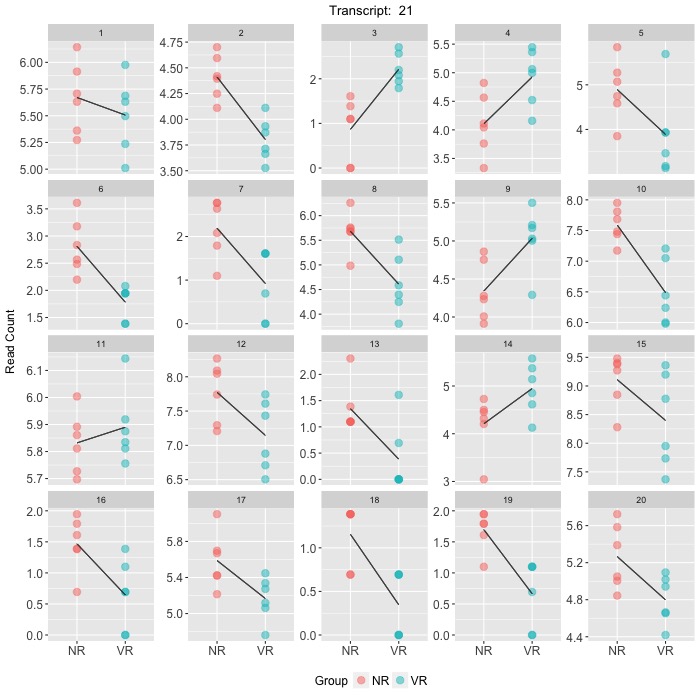 Transcript: 21
1 2 3 4 5
6.00 5.75 5.50 5.25 5.00
4.75 4.50 4.25 4.00 3.75 3.50
2 1 0
5.5 5.0 4.5 4.0 3.5
5 4
6 7 8 9 10
3.5 3.0 2.5 2.0 1.5
2 1 0
6.0 5.5 5.0 4.5 4.0
5.5 5.0 4.5 4.0
8.0 7.5 7.0 6.5 6.0
Read Count
11 12 13 14 15
6.1 6.0 5.9 5.8 5.7
8.0 7.5 7.0 6.5
2.0 1.5 1.0 0.5 0.0
5 4 3
9.5 9.0 8.5 8.0 7.5
16 17 18 19 20
2.0 1.5 1.0 0.5 0.0
5.8 5.4 5.0
1.0 0.5 0.0
2.0 1.5 1.0 0.5 0.0
5.6 5.2 4.8 4.4
NR VR NR VR NR VR NR VR NR VR
Group NR VR